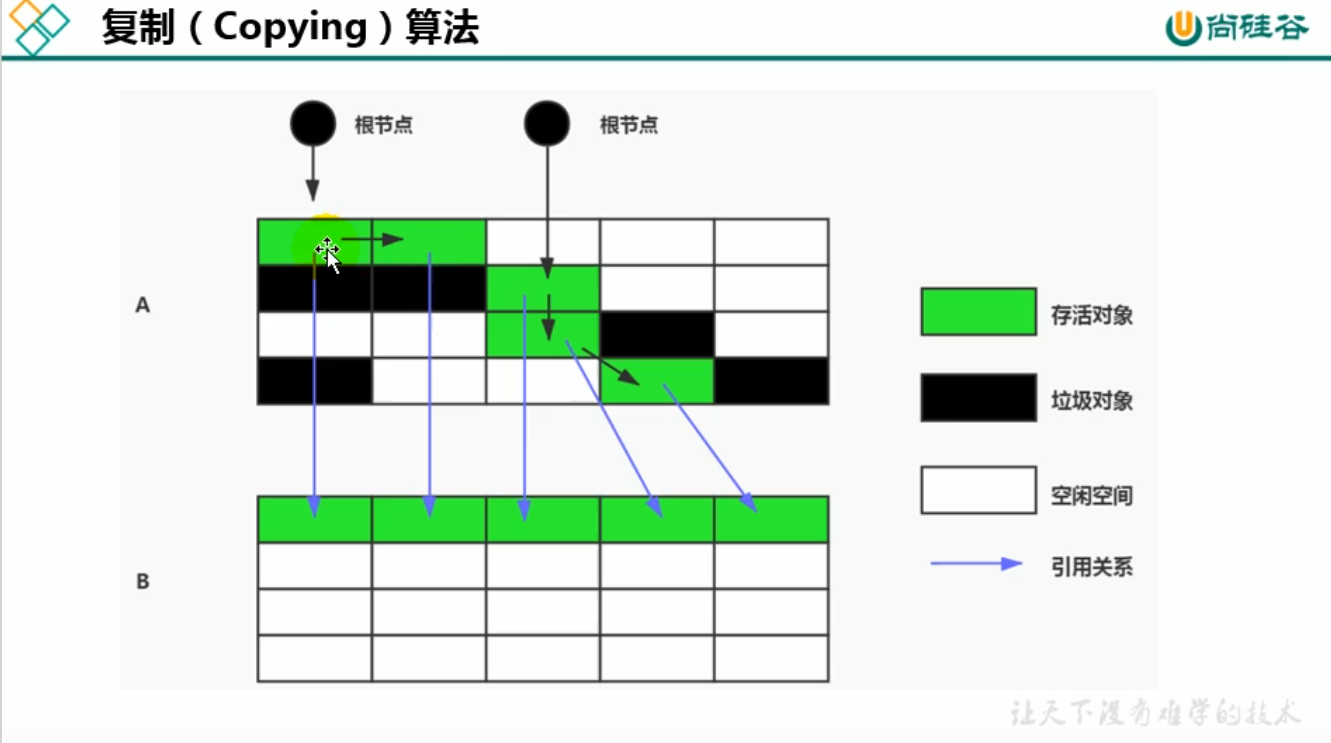 复制（Copying）算法
尚硅谷
根节点
根节点
A
存活对象
垃圾对象
空闲空间
引用关系
B
让天下没有难学的技术